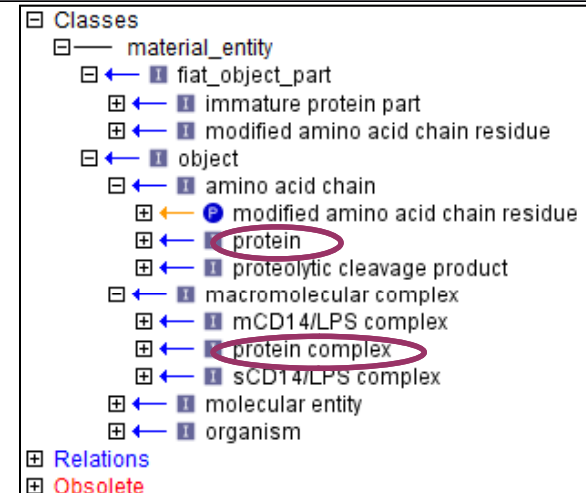 Classes
material_entity
I fiat_object_part
I immature protein part
I modified amino acid chain residue
I object
I amino acid chain
P modified amino acid chain residue
I protein
I proteolytic cleavage product
I macromolecular complex
I mCD14/LPS complex
I protein complex
I sCD14/LPS complex
I molecular entity
I organism
Relations
Obsolete